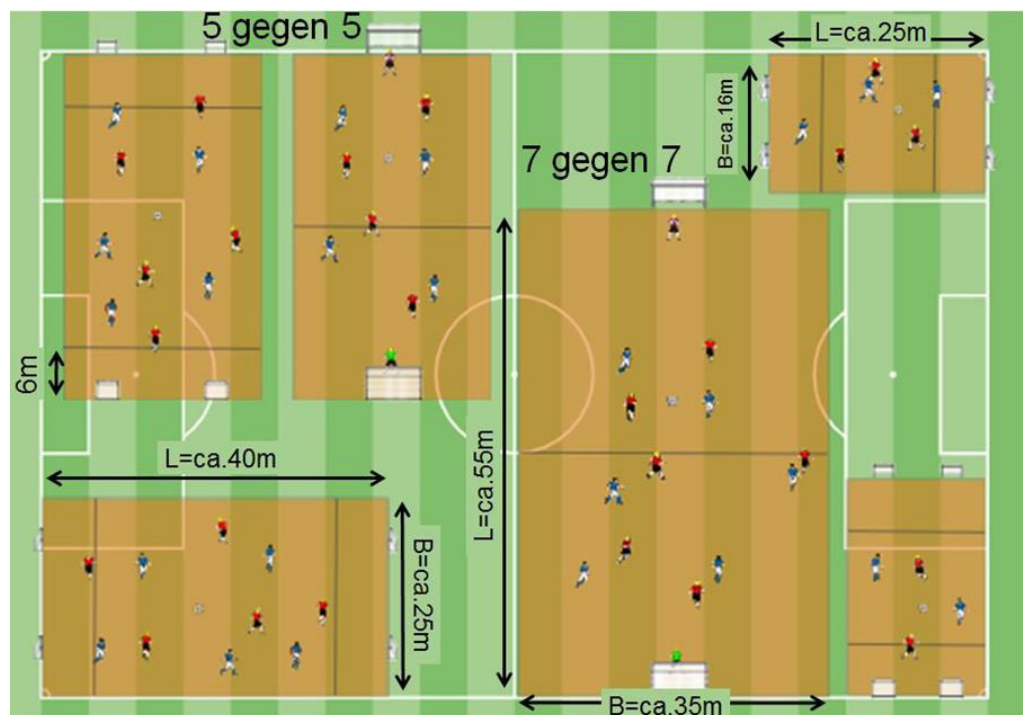 5 gegen 5
L=ca.25m
B=ca.16m
7 gegen 7
6m
L=ca.40m
B=ca.25m
L=ca.55m
B=ca.35m